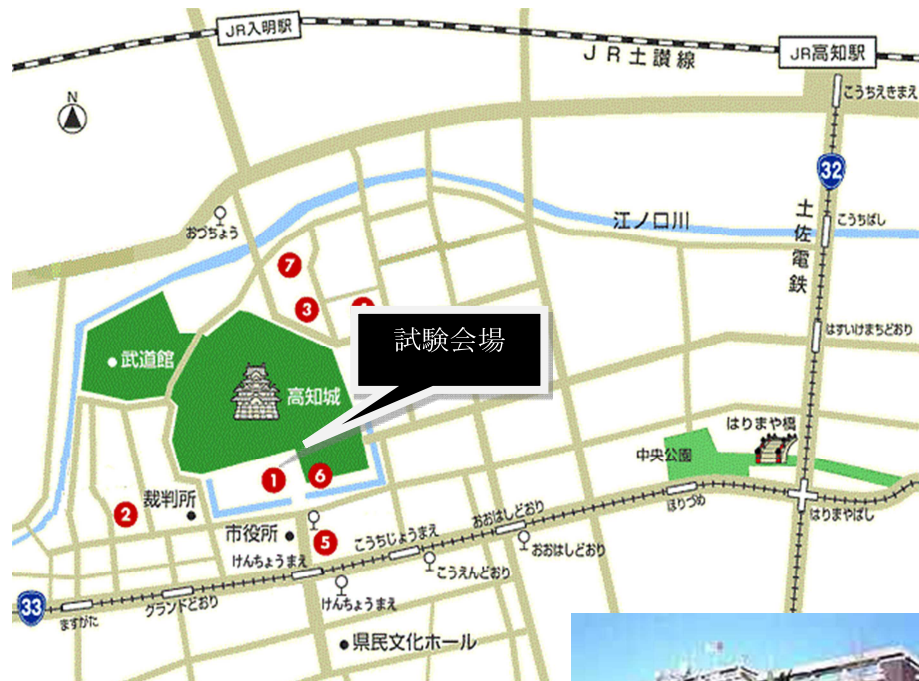 JR入明駅
JR土讃線
JR高知駅
こうちえきまえ
N
32
土佐電鉄
こうちばし
江ノ口川
おづちょう
7
3
試験会場
はすいけまちどおり
武道館
高知城
はりまや橋
中央公園
1
6
ほりづめ
はりまやばし
2
裁判所
市役所
5
こうちじょうまえ
おおはしどおり
おおはしどおり
けんちょうまえ
こうえんどおり
33
ますがた
グランドどおり
けんちょうまえ
県民文化ホール